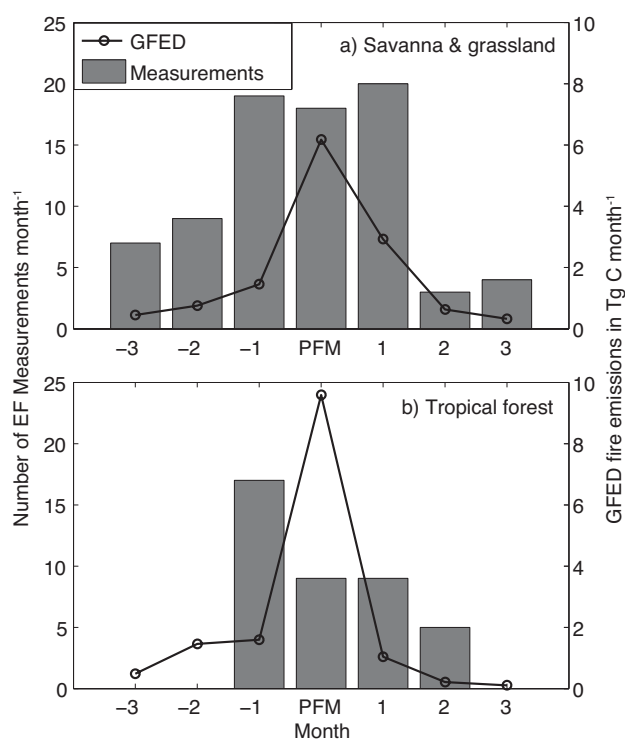 GFED
Measurements
a) Savanna & grassland
25
20
15
10
5
0
10
8
6
4
2
0
−3 −2 −1 PFM 1 2 3
b) Tropical forest
25
20
15
10
5
0
10
8
6
4
2
0
−3 −2 −1 PFM 1 2 3
Month
Number of EF Measurements month⁻¹
GFED fire emissions in Tg C month⁻¹